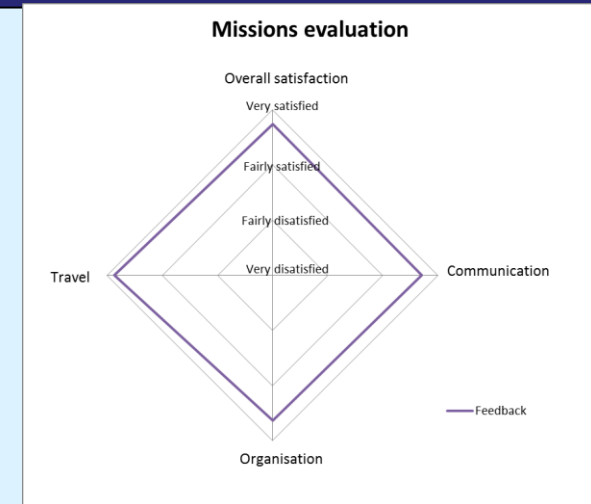 Missions evaluation
Overall satisfaction
Very satisfied
Fairly satisfied
Fairly disatisfied
Very disatisfied
Travel
Communication
Feedback
Organisation